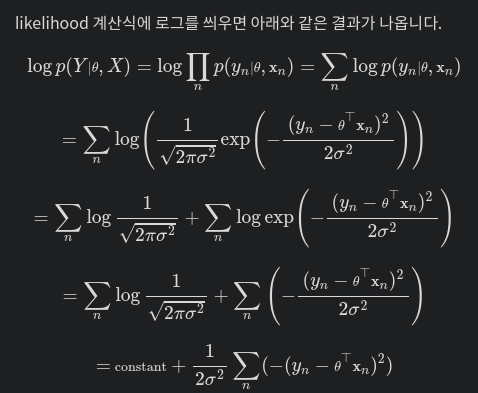 likelihood 계산식에 로그를 씌우면 아래와 같은 결과가 나옵니다.
$\log p(Y|\theta, X) = \log \prod_n p(y_n|\theta, \mathbf{x}_n) = \sum_n \log p(y_n|\theta, \mathbf{x}_n)$
$= \sum_n \log \left( \frac{1}{\sqrt{2\pi\sigma^2}} \exp \left( -\frac{(y_n - \theta^\top \mathbf{x}_n)^2}{2\sigma^2} \right) \right)$
$= \sum_n \log \frac{1}{\sqrt{2\pi\sigma^2}} + \sum_n \log \exp \left( -\frac{(y_n - \theta^\top \mathbf{x}_n)^2}{2\sigma^2} \right)$
$= \sum_n \log \frac{1}{\sqrt{2\pi\sigma^2}} + \sum_n \left( -\frac{(y_n - \theta^\top \mathbf{x}_n)^2}{2\sigma^2} \right)$
$= \text{constant} + \frac{1}{2\sigma^2} \sum_n (-(y_n - \theta^\top \mathbf{x}_n)^2)$